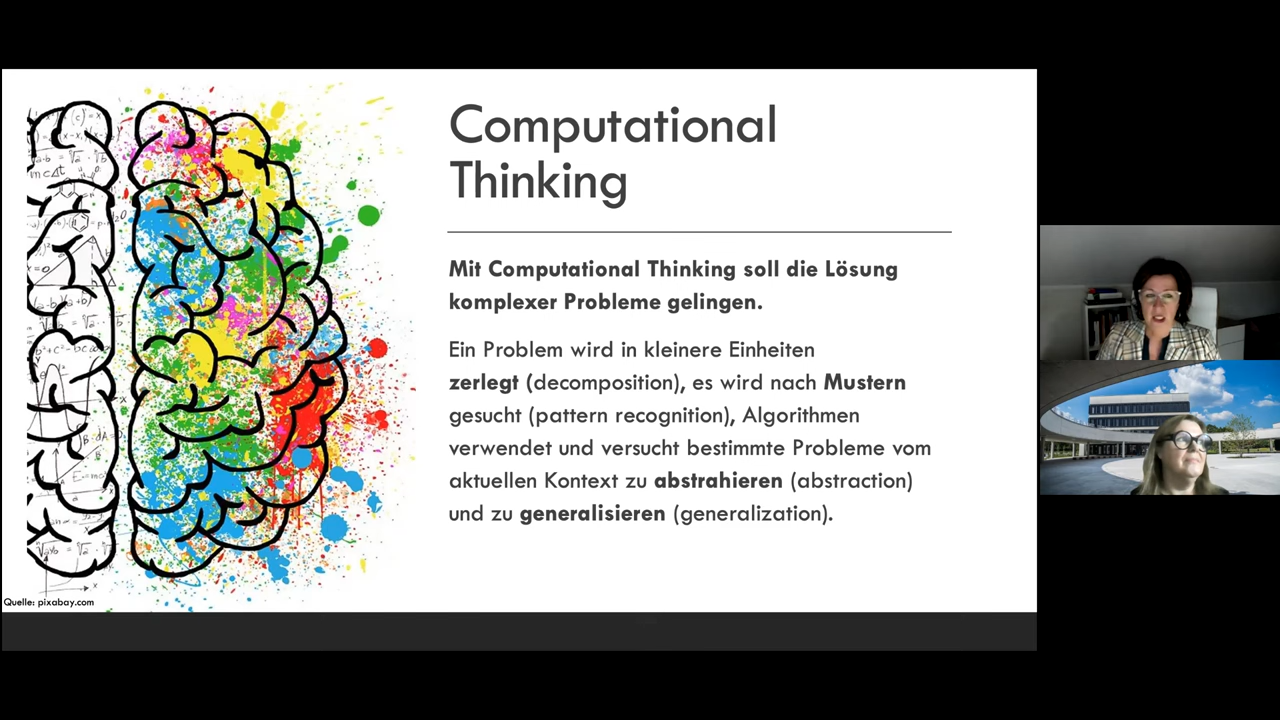 Computational
Thinking
Mit Computational Thinking soll die Lösung
komplexer Probleme gelingen.
Ein Problem wird in kleinere Einheiten
zerlegt (decomposition), es wird nach Mustern
gesucht (pattern recognition), Algorithmen
verwendet und versucht bestimmte Probleme vom
aktuellen Kontext zu abstrahieren (abstraction)
und zu generalisieren (generalization).
Quelle: pixabay.com